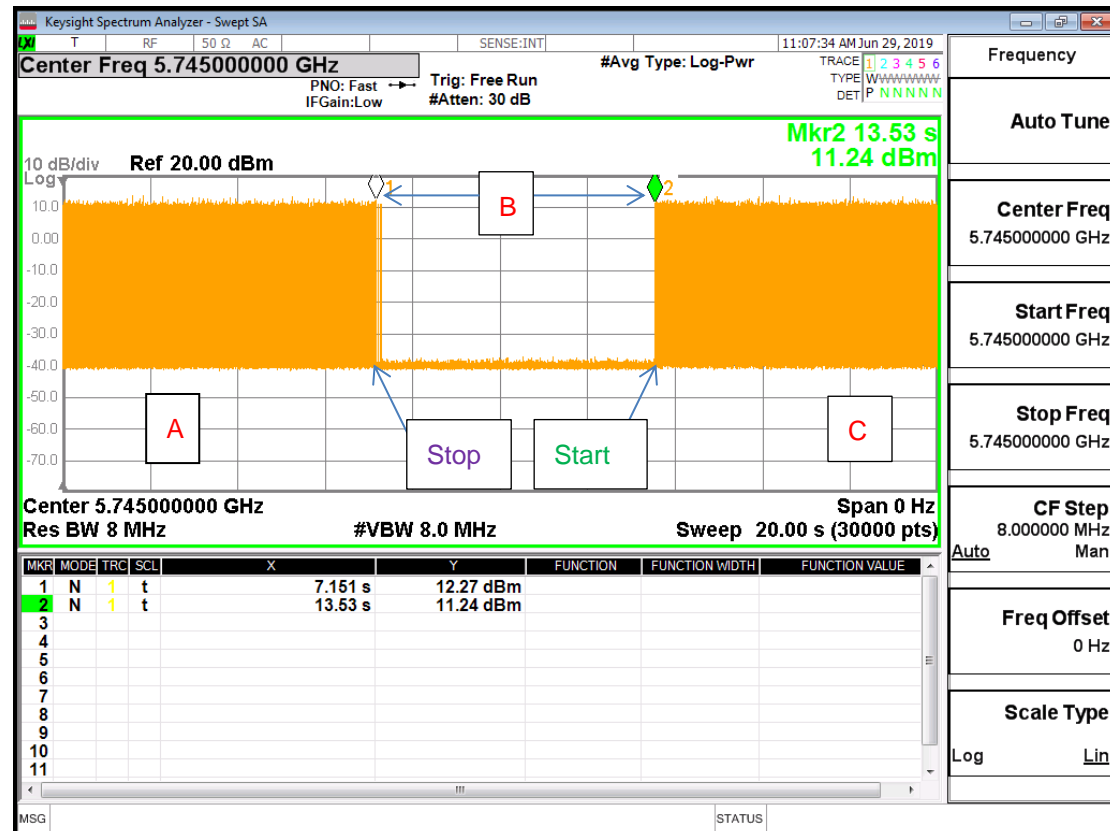 Keysight Spectrum Analyzer - Swept SA
LXI T RF 50 Ω AC SENSE:INT 11:07:34 AM Jun 29, 2019
Center Freq 5.745000000 GHz
PNO: Fast
IFGain:Low
Trig: Free Run
#Atten: 30 dB
#Avg Type: Log-Pwr
TRACE 1 2 3 4 5 6
TYPE WWWWWWW
DET P N N N N N
Mkr2 13.53 s
11.24 dBm
10 dB/div Ref 20.00 dBm
Log
1
2
B
10.0
0.00
-10.0
-20.0
-30.0
-40.0
-50.0
-60.0
-70.0
A
Stop
Start
C
Center 5.745000000 GHz Span 0 Hz
Res BW 8 MHz #VBW 8.0 MHz Sweep 20.00 s (30000 pts)
MKR MODE TRC SCL X Y FUNCTION FUNCTION WIDTH FUNCTION VALUE
1 N 1 t 7.151 s 12.27 dBm
2 N 1 t 13.53 s 11.24 dBm
3
4
5
6
7
8
9
10
11
MSG STATUS
Frequency
Auto Tune
Center Freq
5.745000000 GHz
Start Freq
5.745000000 GHz
Stop Freq
5.745000000 GHz
CF Step
8.000000 MHz
Auto Man
Freq Offset
0 Hz
Scale Type
Log Lin